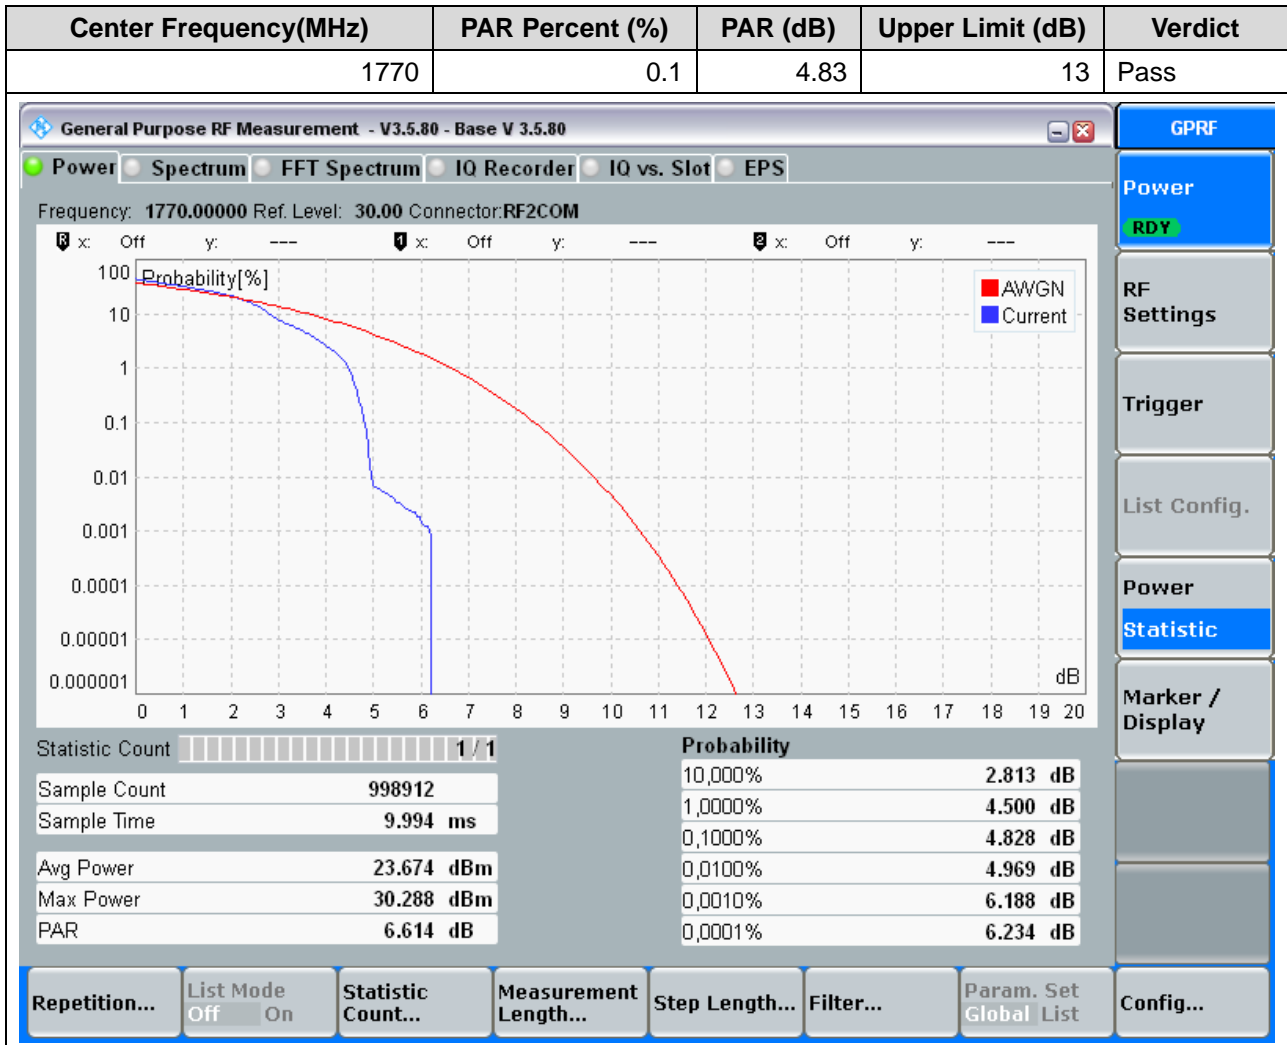 Center Frequency(MHz) PAR Percent (%) PAR (dB) Upper Limit (dB) Verdict
1770 0.1 4.83 13 Pass
General Purpose RF Measurement - V3.5.80 - Base V 3.5.80
GPRF
Power Spectrum FFT Spectrum IQ Recorder IQ vs. Slot EPS
Power
RDY
Frequency: 1770.00000 Ref. Level: 30.00 Connector:RF2COM
R x: Off y: --- 1 x: Off y: --- 2 x: Off y: ---
100 Probability[%]
AWGN
Current
10
1
0.1
0.01
0.001
0.0001
0.00001
0.000001
dB
0 1 2 3 4 5 6 7 8 9 10 11 12 13 14 15 16 17 18 19 20
RF
Settings
Trigger
List Config.
Power
Statistic
Marker /
Display
Statistic Count 1 / 1
Sample Count 998912
Sample Time 9.994 ms
Avg Power 23.674 dBm
Max Power 30.288 dBm
PAR 6.614 dB
Probability
10,000% 2.813 dB
1,0000% 4.500 dB
0,1000% 4.828 dB
0,0100% 4.969 dB
0,0010% 6.188 dB
0,0001% 6.234 dB
Repetition...
List Mode
Off On
Statistic
Count...
Measurement
Length...
Step Length...
Filter...
Param. Set
Global List
Config...